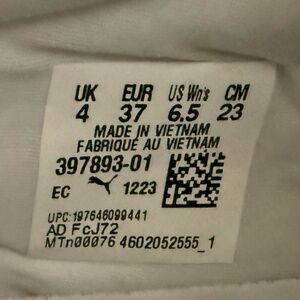 UK EUR US Wn's CM
4 37 6.5 23
MADE IN VIETNAM
FABRIQUÉ AU VIETNAM
397893-01
EC 1223
UPC:197646099441
AD FcJ72
MTn00076 4602052555_1